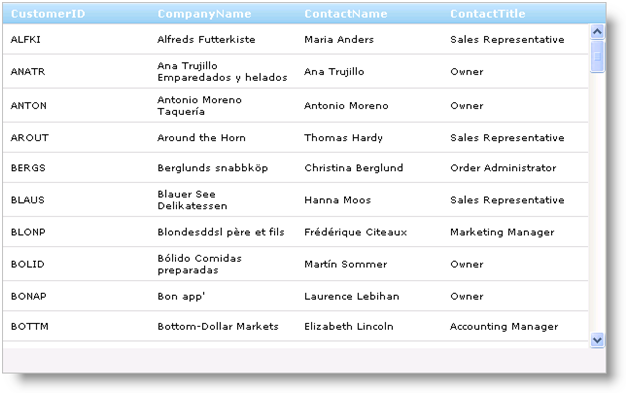 CustomerID CompanyName ContactName ContactTitle
ALFKI Alfreds Futterkiste Maria Anders Sales Representative
ANATR Ana Trujillo Emparedados y helados Ana Trujillo Owner
ANTON Antonio Moreno Taquería Antonio Moreno Owner
AROUT Around the Horn Thomas Hardy Sales Representative
BERGS Berglunds snabbköp Christina Berglund Order Administrator
BLAUS Blauer See Delikatessen Hanna Moos Sales Representative
BLONP Blondesddsl père et fils Frédérique Citeaux Marketing Manager
BOLID Bólido Comidas preparadas Martín Sommer Owner
BONAP Bon app' Laurence Lebihan Owner
BOTTM Bottom-Dollar Markets Elizabeth Lincoln Accounting Manager